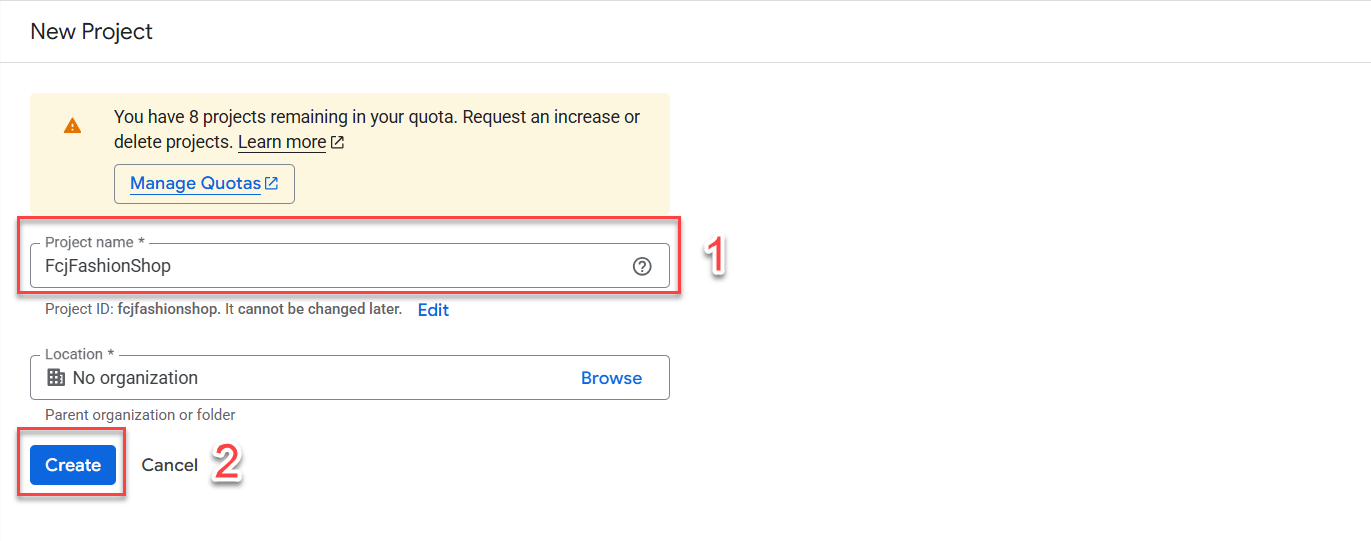 New Project
You have 8 projects remaining in your quota. Request an increase or
delete projects. Learn more
Manage Quotas
Project name *
FcjFashionShop
1
Project ID: fcjfashionshop. It cannot be changed later. Edit
Location *
No organization Browse
Parent organization or folder
Create Cancel 2